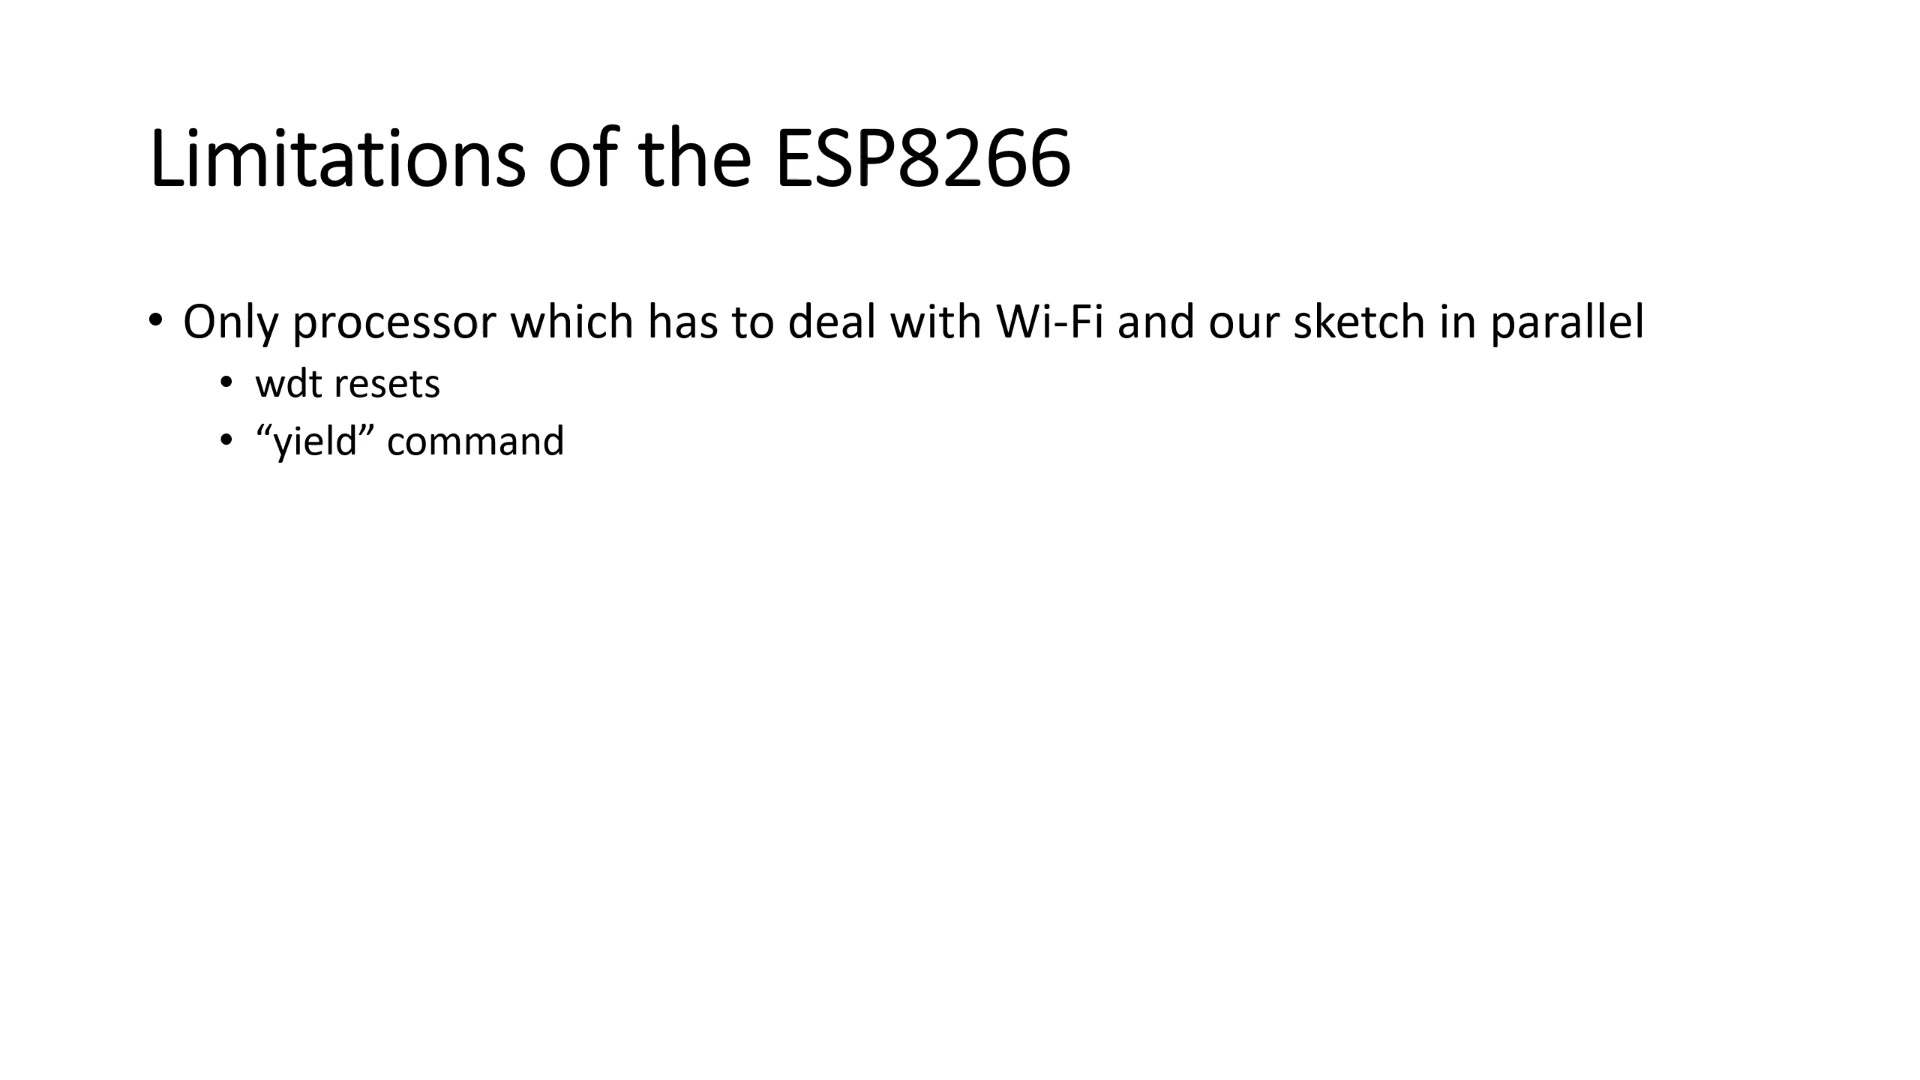 Limitations of the ESP8266
• Only processor which has to deal with Wi-Fi and our sketch in parallel
• wdt resets
• “yield” command